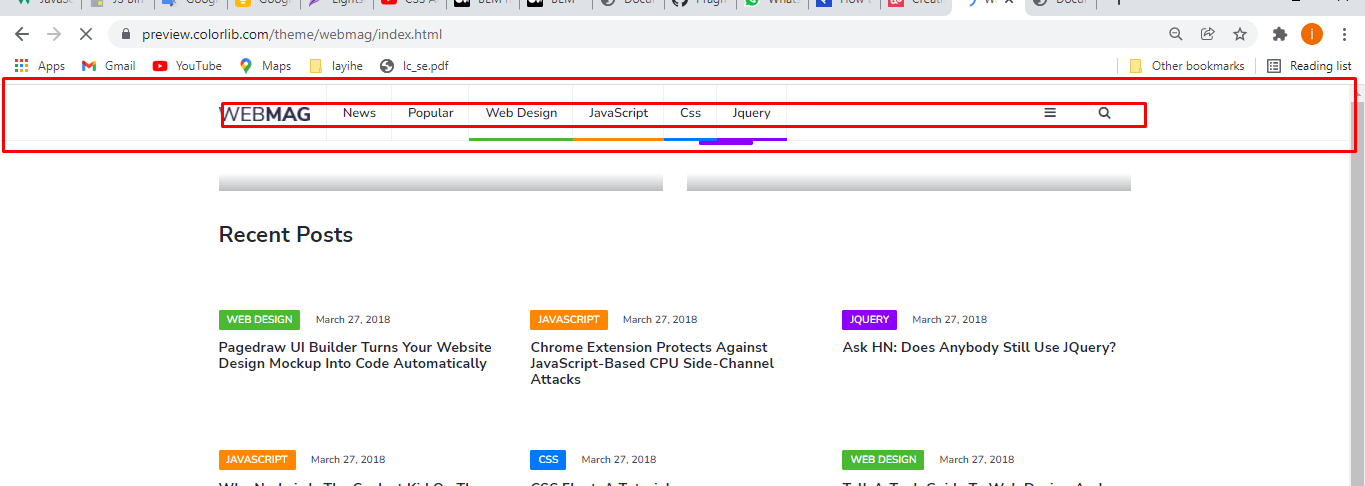 preview.colorlib.com/theme/webmag/index.html
Apps Gmail YouTube Maps layihe lc_se.pdf Other bookmarks Reading list
WEBMAG News Popular Web Design JavaScript Css Jquery
Recent Posts
WEB DESIGN March 27, 2018
Pagedraw UI Builder Turns Your Website
Design Mockup Into Code Automatically
JAVASCRIPT March 27, 2018
Chrome Extension Protects Against
JavaScript-Based CPU Side-Channel
Attacks
JQUERY March 27, 2018
Ask HN: Does Anybody Still Use JQuery?
JAVASCRIPT March 27, 2018
CSS March 27, 2018
WEB DESIGN March 27, 2018